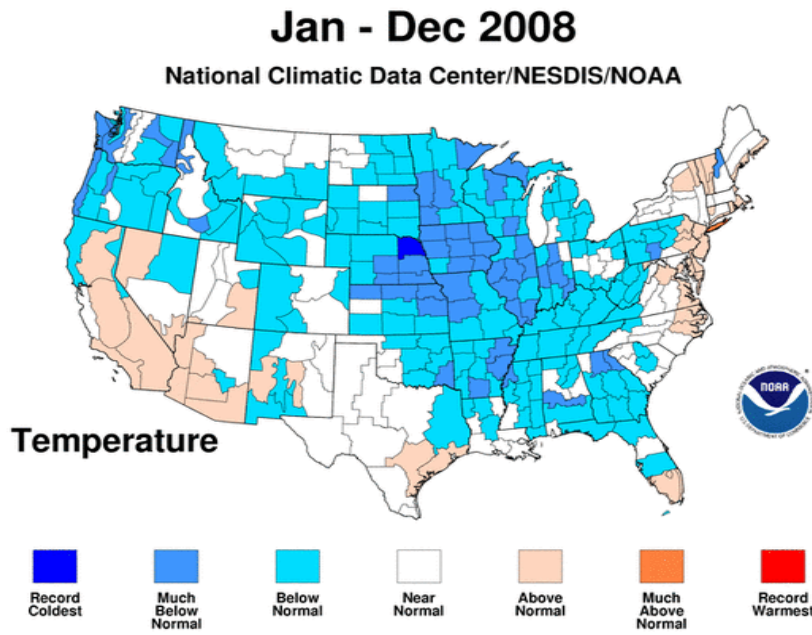 Jan - Dec 2008
National Climatic Data Center/NESDIS/NOAA
NOAA
Temperature
Record
Coldest
Much
Below
Normal
Below
Normal
Near
Normal
Above
Normal
Much
Above
Normal
Record
Warmest